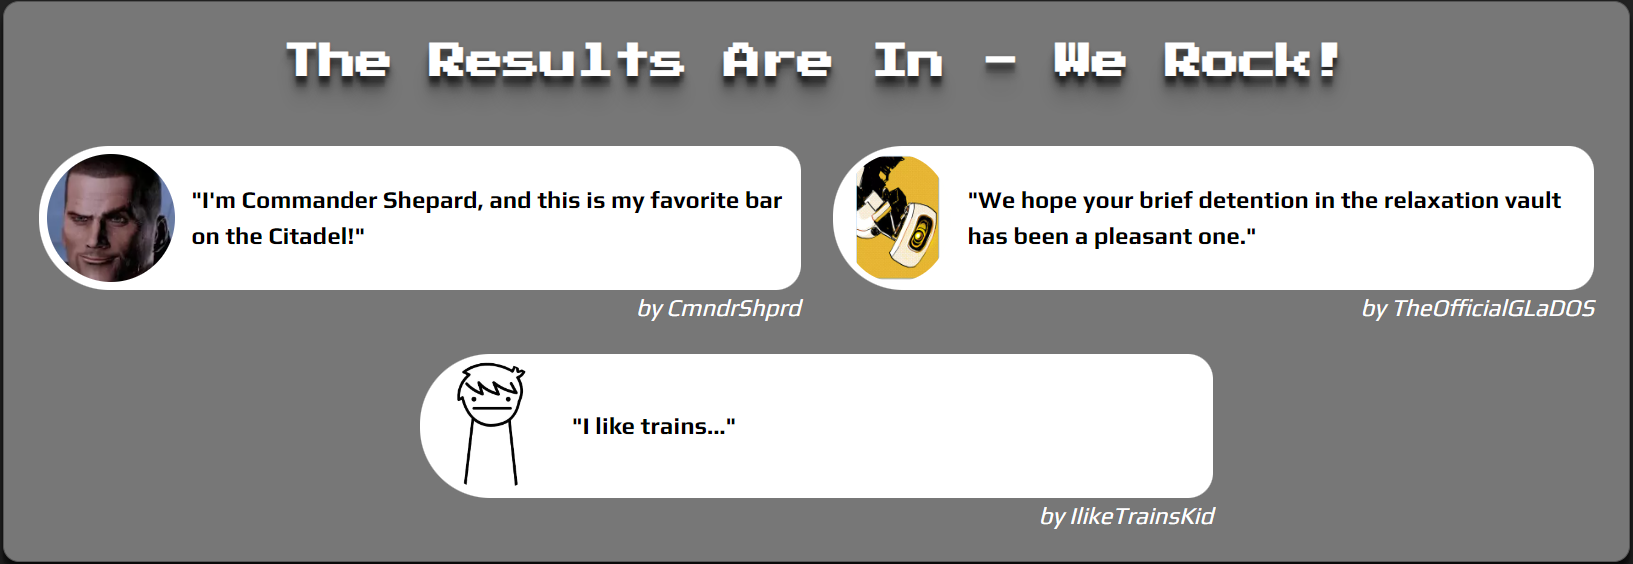 The Results Are In - We Rock!
"I'm Commander Shepard, and this is my favorite bar
on the Citadel!"
by CmndrShprd
"We hope your brief detention in the relaxation vault
has been a pleasant one."
by TheOfficialGLaDOS
"I like trains..."
by IlikeTrainsKid